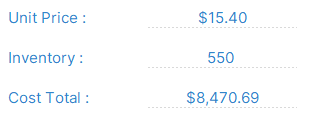 Unit Price : $15.40
Inventory : 550
Cost Total : $8,470.69